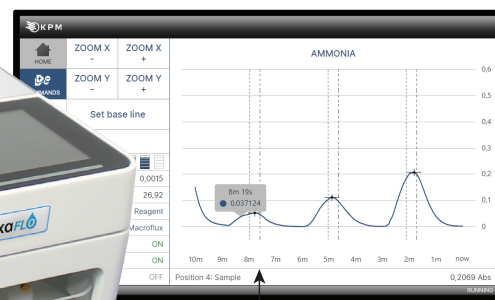 KPM
HOME
ZOOM X
-
ZOOM X
+
AMMONIA
ZOOM Y
-
ZOOM Y
+
Set base line
0,6
0,5
0,4
0,3
0,2
0,1
0
0,0015
26,92
Reagent
Macroflux
ON
ON
OFF
8m 19s
0,037124
10m 9m 8m 7m 6m 5m 4m 3m 2m 1m now
Position 4: Sample
0,2069 Abs
RUNNING